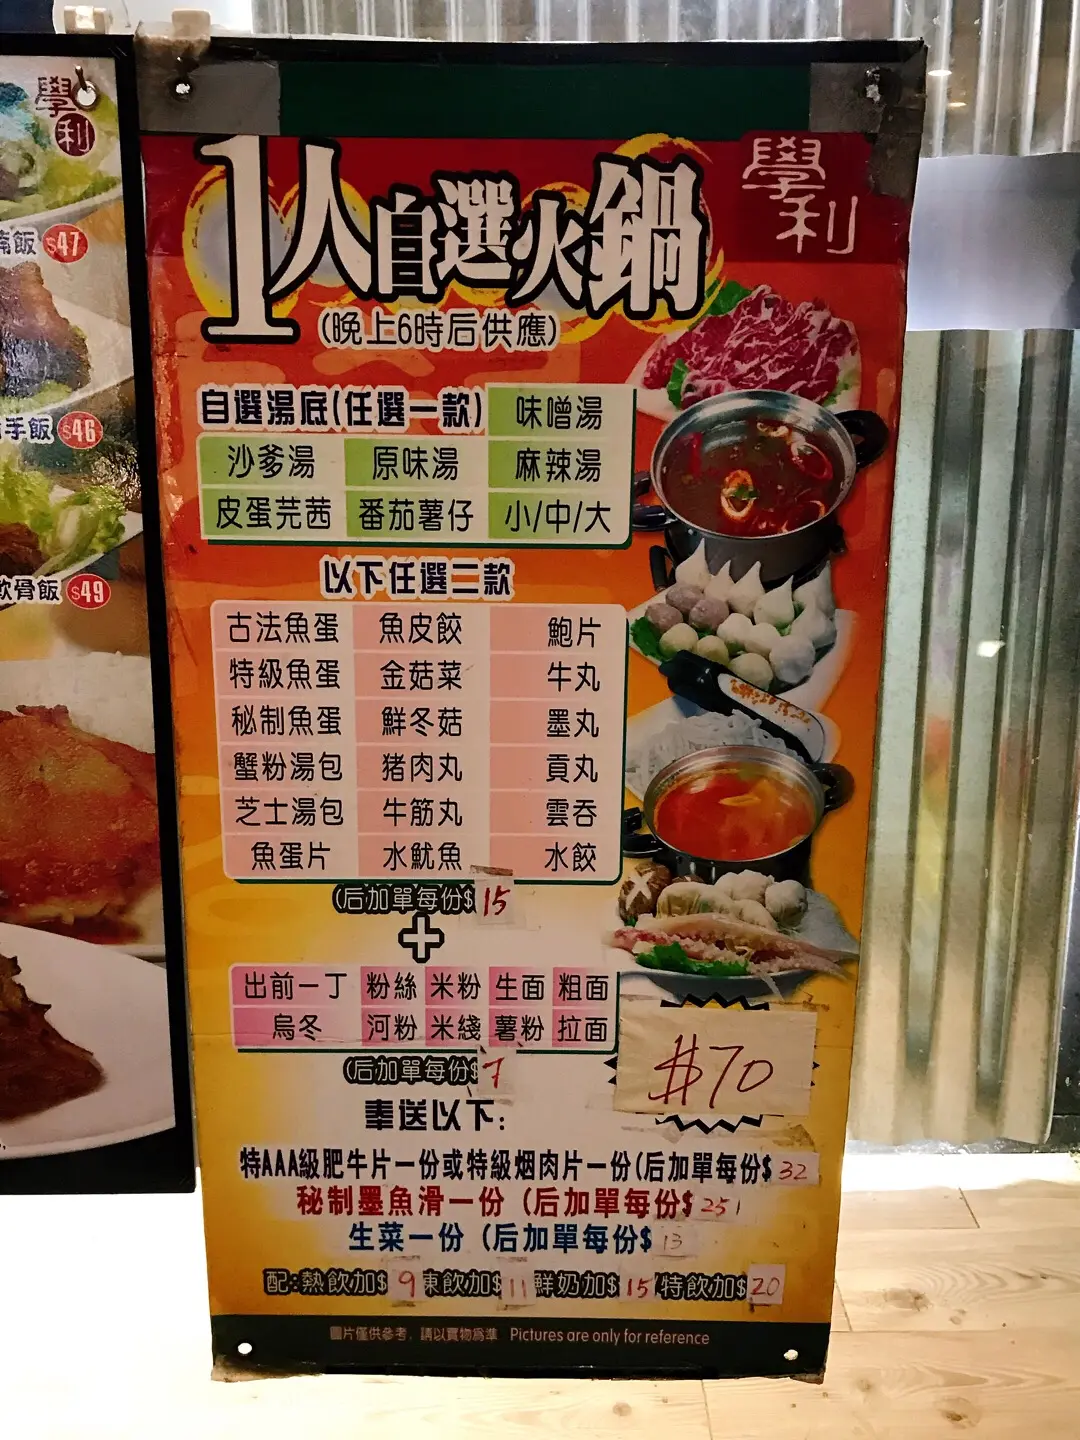 學利
南飯 $47
手飯 $46
軟骨飯 $49
學利
1人自選火鍋
(晚上6時后供應)
自選湯底(任選一款) 味噌湯
沙爹湯 原味湯 麻辣湯
皮蛋芫茜 番茄薯仔 小/中/大
以下任選二款
古法魚蛋 魚皮餃 鮑片
特級魚蛋 金菇菜 牛丸
秘制魚蛋 鮮冬菇 墨丸
蟹粉湯包 猪肉丸 貢丸
芝士湯包 牛筋丸 雲吞
魚蛋片 水魷魚 水餃
(后加單每份$15
+
出前一丁 粉絲 米粉 生面 粗面
烏冬 河粉 米綫 薯粉 拉面
(后加單每份$7
$70
奉送以下:
特AAA級肥牛片一份或特級烟肉片一份(后加單每份$32
秘制墨魚滑一份 (后加單每份$25)
生菜一份 (后加單每份$13
配:熱飲加$9 凍飲加$11 鮮奶加$15 特飲加$20
圖片僅供參考, 請以實物爲準 Pictures are only for reference